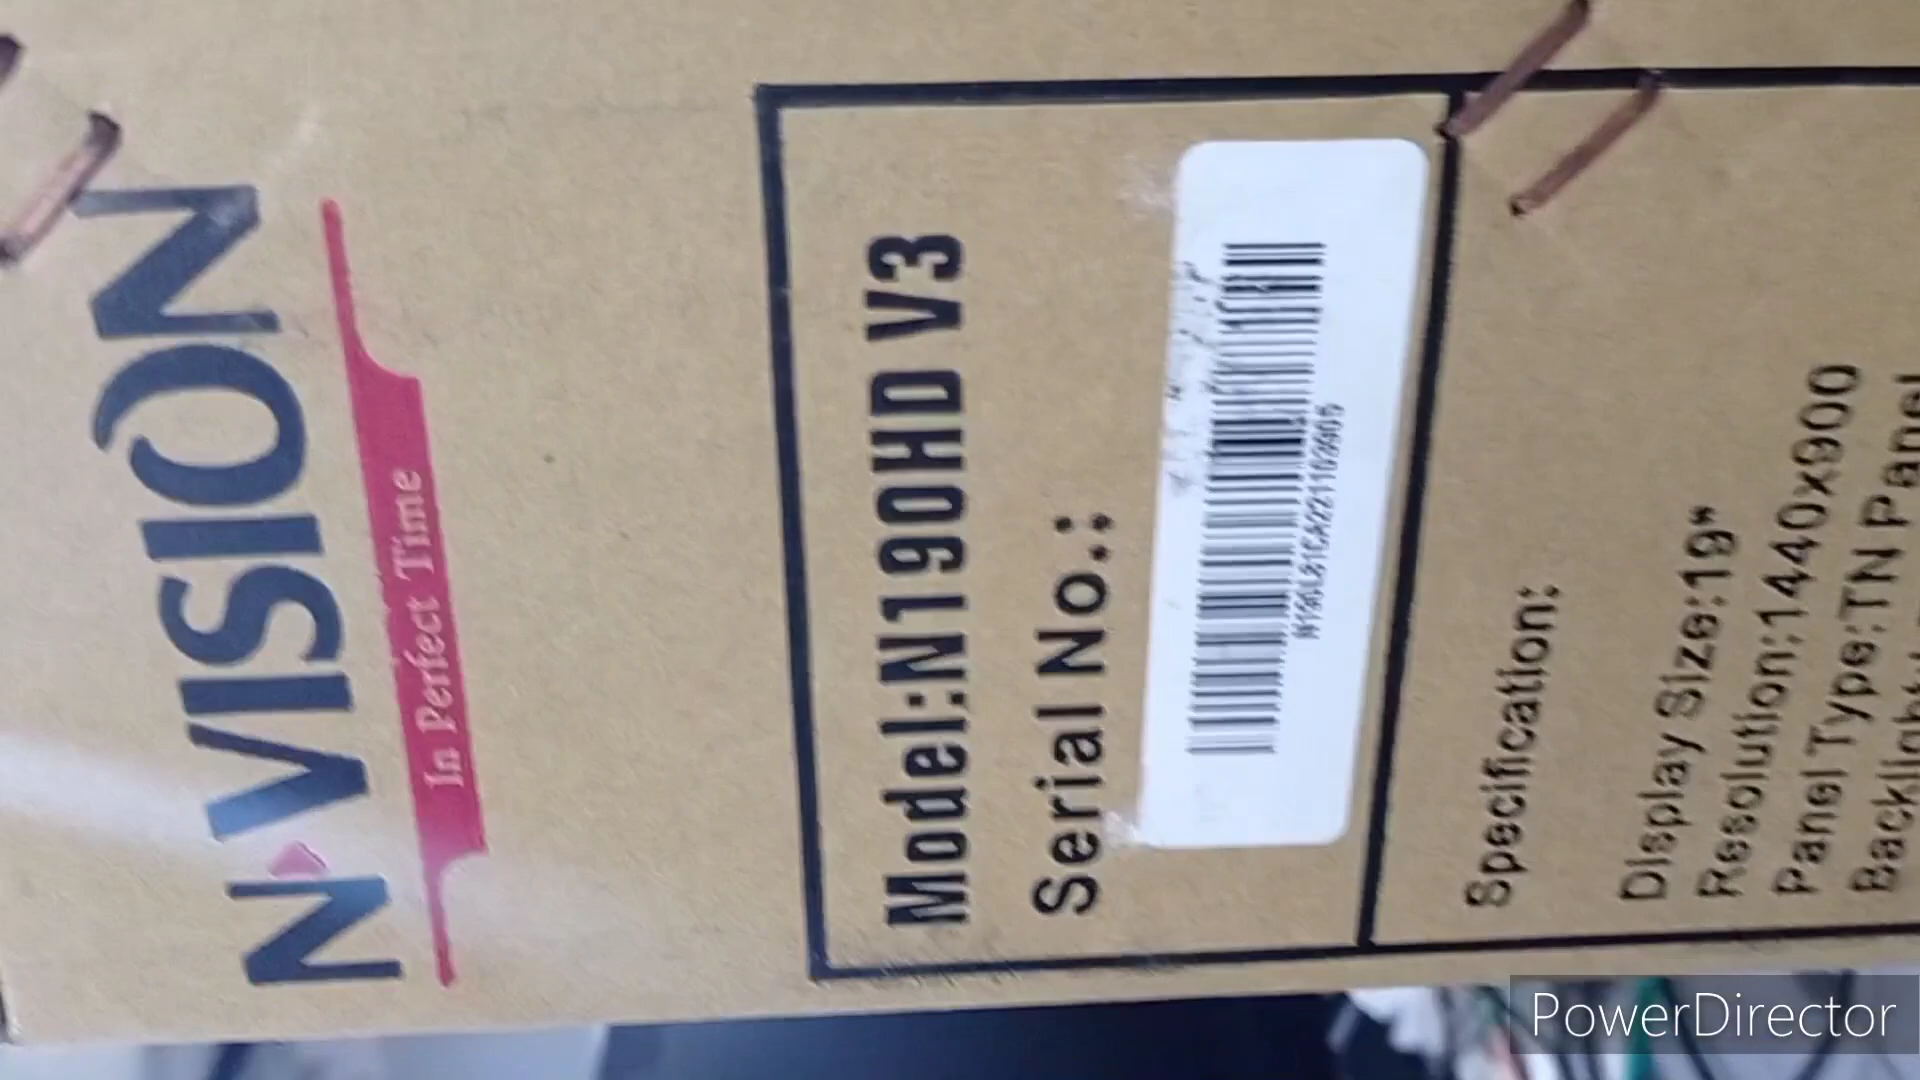 N·VISION
In Perfect Time
Model:N190HD V3
Serial No.:
Specification:
Display Size:19"
Resolution:1440x900
Panel Type:TN Panel
Backlight
PowerDirector